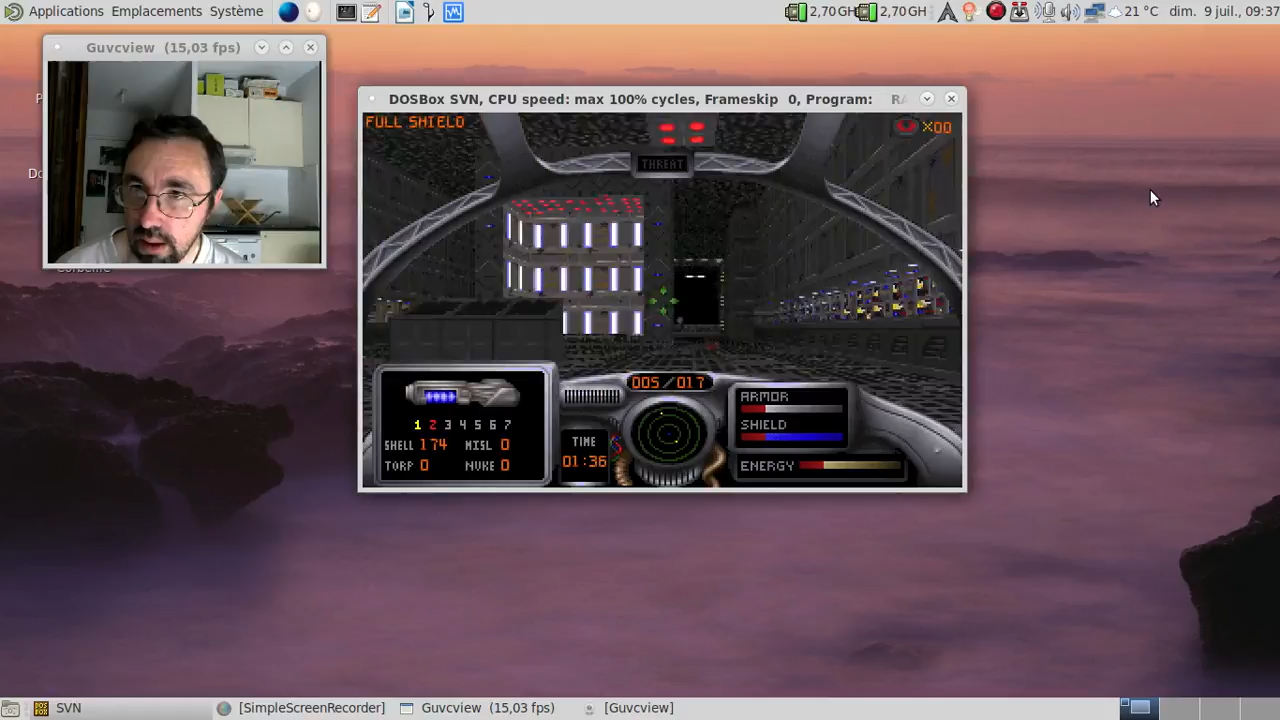 Applications Emplacements Système
2,70 GH 2,70 GH 21 °C dim. 9 juil., 09:37
Guvcview (15,03 fps)
DOSBox SVN, CPU speed: max 100% cycles, Frameskip 0, Program:
FULL SHIELD
X00
THREAT
005/017
1 2 3 4 5 6 7
SHELL 174 MISL 0
TORP 0 NUKE 0
TIME
01:36
ARMOR
SHIELD
ENERGY
SVN
[SimpleScreenRecorder]
Guvcview (15,03 fps)
[Guvcview]